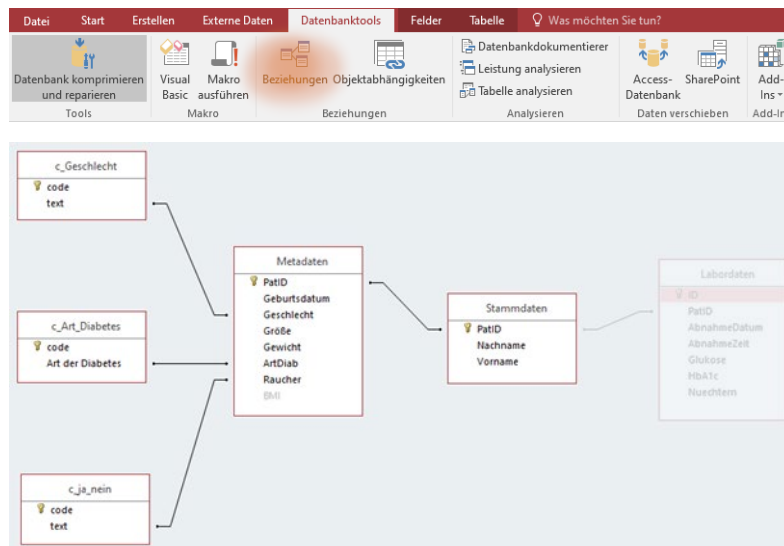 Datei Start Erstellen Externe Daten Datenbanktools Felder Tabelle Was möchten Sie tun?
Datenbank komprimieren und reparieren
Visual Basic
Makro ausführen
Beziehungen
Objektabhängigkeiten
Datenbankdokumentierer
Leistung analysieren
Tabelle analysieren
Access-Datenbank
SharePoint
Add-Ins
Tools Makro Beziehungen Analysieren Daten verschieben Add-In
c_Geschlecht
code
text
c_Art_Diabetes
code
Art der Diabetes
c_ja_nein
code
text
Metadaten
PatID
Geburtsdatum
Geschlecht
Größe
Gewicht
ArtDiab
Raucher
BMI
Stammdaten
PatID
Nachname
Vorname
Labordaten
ID
PatID
AbnahmeDatum
AbnahmeZeit
Glukose
HbA1c
Nuechtern